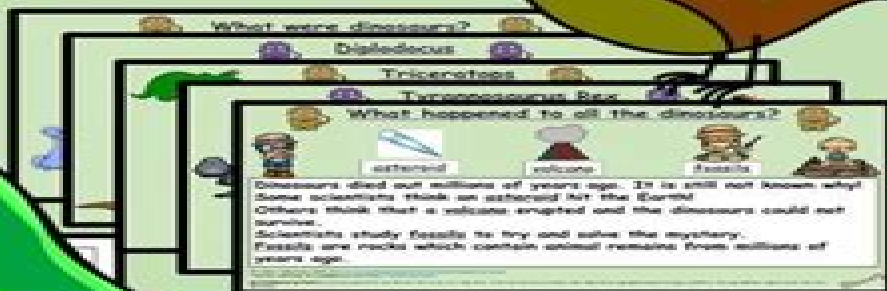 What were dinosaurs?
Diplodocus
Triceratops
Tyrannosaurus Rex
What happened to all the dinosaurs?
asteroid volcano fossils
Dinosaurs died out millions of years ago. It is still not known why!
Some scientists think an asteroid hit the Earth!
Others think that a volcano erupted and the dinosaurs could not
survive.
Scientists study fossils to try and solve the mystery.
Fossils are rocks which contain animal remains from millions of
years ago.